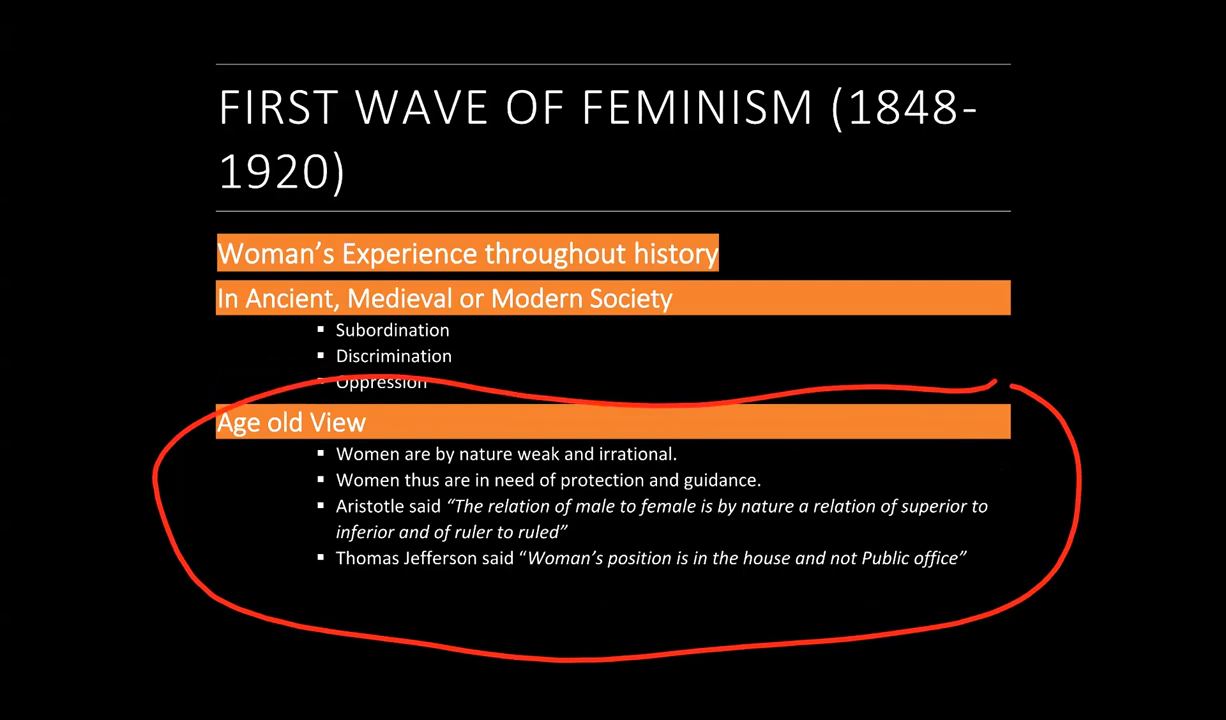 FIRST WAVE OF FEMINISM (1848-
1920)
Woman’s Experience throughout history
In Ancient, Medieval or Modern Society
▪ Subordination
▪ Discrimination
▪ Oppression
Age old View
▪ Women are by nature weak and irrational.
▪ Women thus are in need of protection and guidance.
▪ Aristotle said “The relation of male to female is by nature a relation of superior to
inferior and of ruler to ruled”
▪ Thomas Jefferson said “Woman’s position is in the house and not Public office”